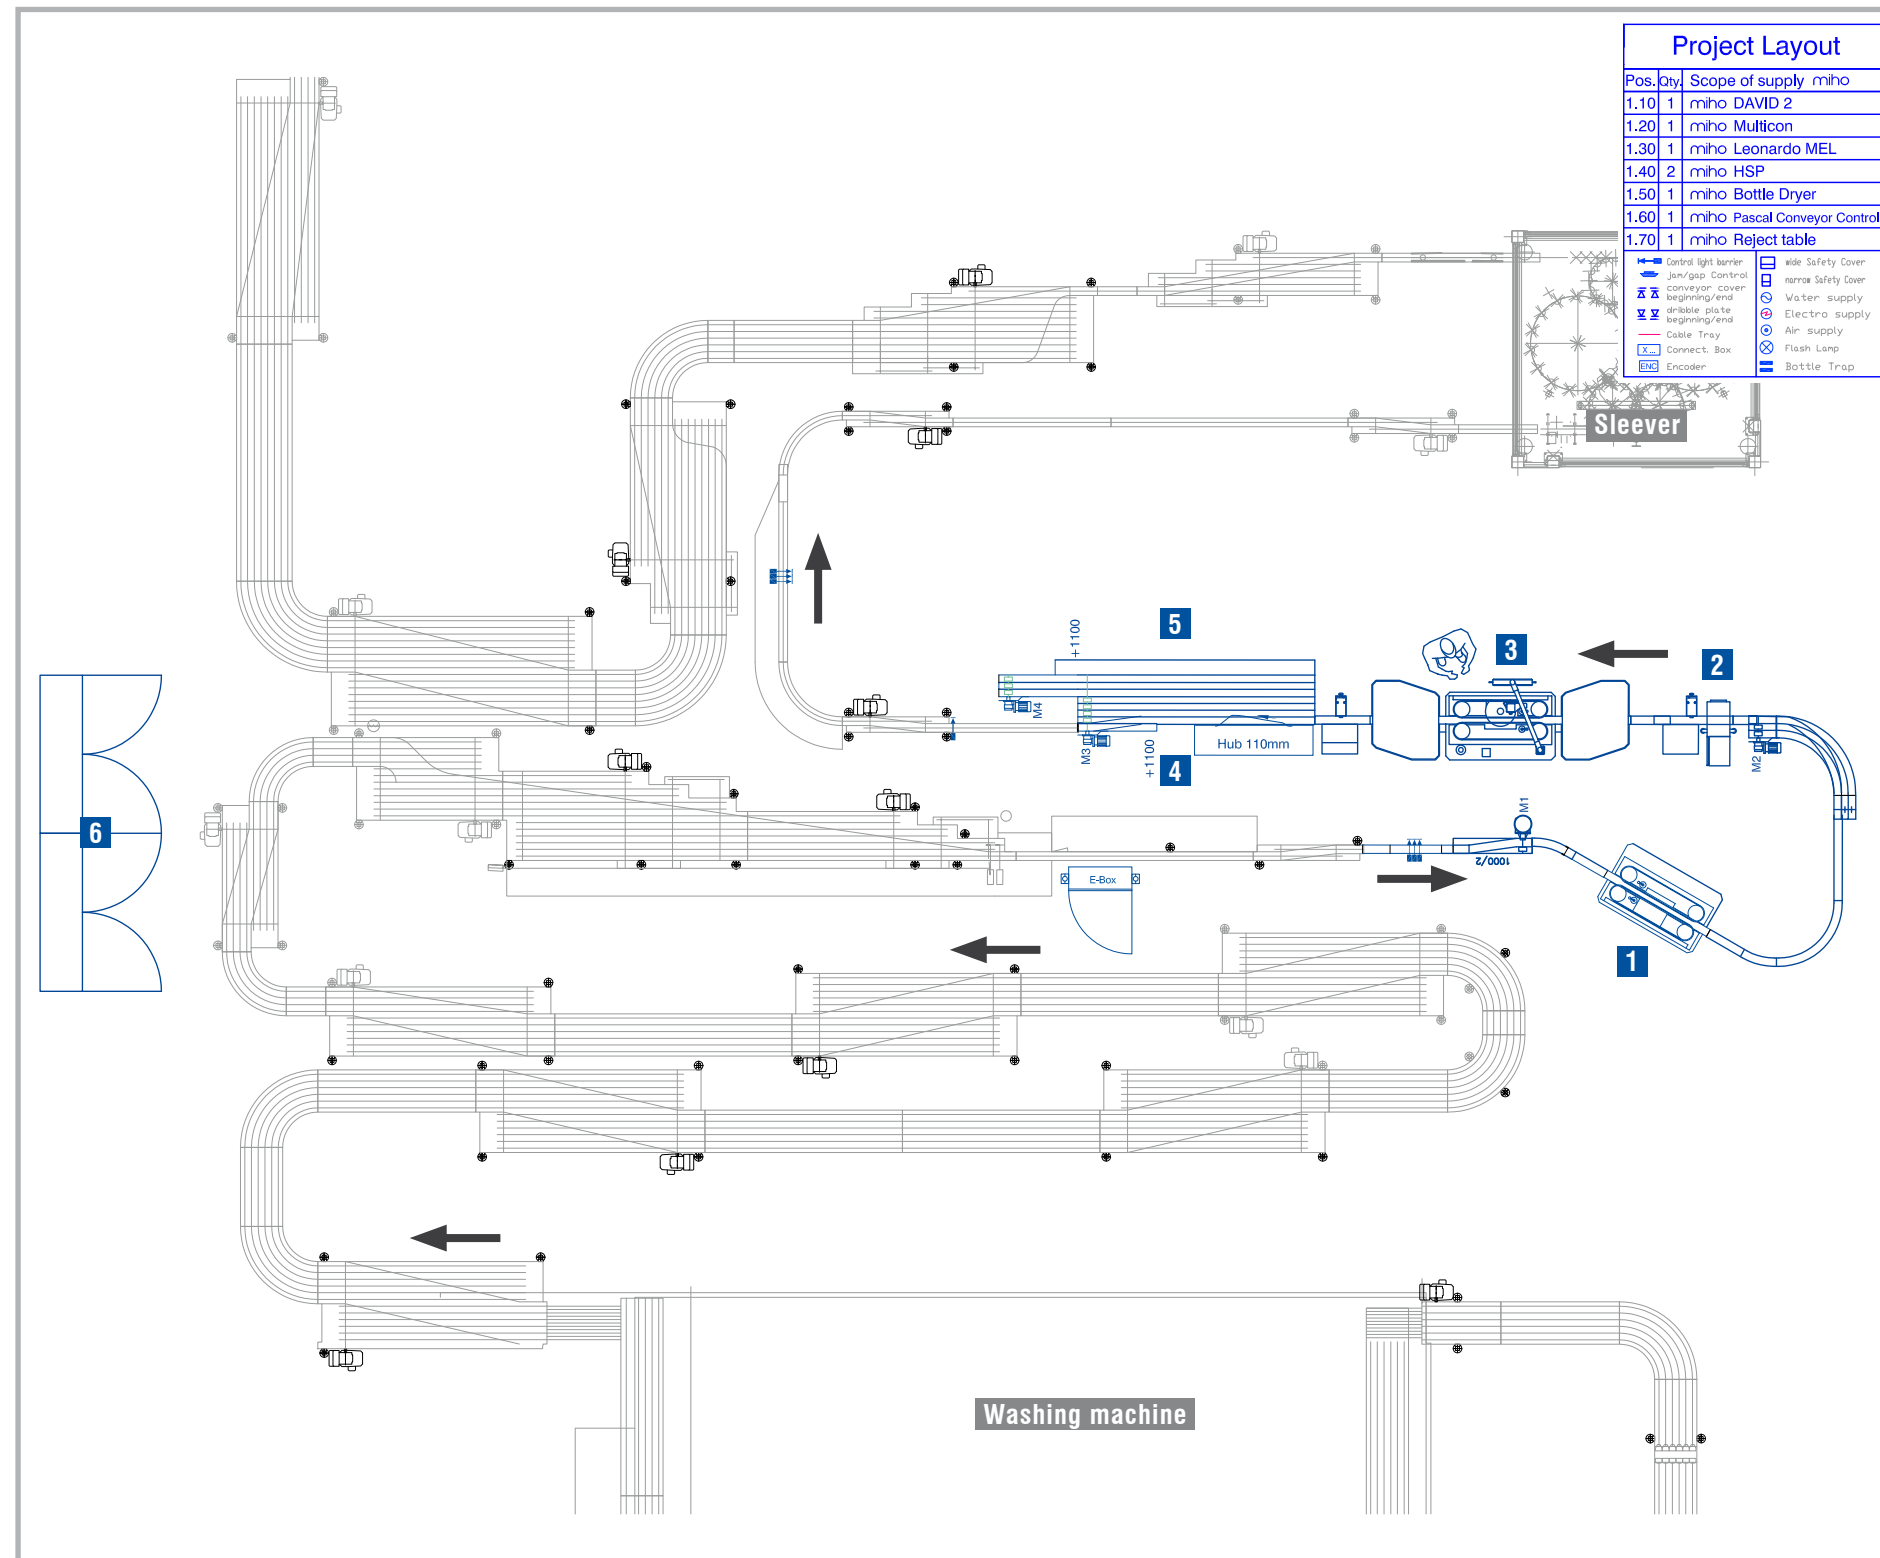 Project Layout
Pos. Qty. Scope of supply miho
1.10 1 miho DAVID 2
1.20 1 miho Multicon
1.30 1 miho Leonardo MEL
1.40 2 miho HSP
1.50 1 miho Bottle Dryer
1.60 1 miho Pascal Conveyor Control
1.70 1 miho Reject table
Control light barrier
jam/gap Control
conveyor cover
beginning/end
dribble plate
beginning/end
Cable Tray
X ... Connect. Box
ENC Encoder
wide Safety Cover
narrow Safety Cover
Water supply
Electro supply
Air supply
Flash Lamp
Bottle Trap
Sleever
5
+1100
3
2
M4
Hub 110mm
M3
+1100
4
M2
6
M1
1000/2
E-Box
1
Washing machine